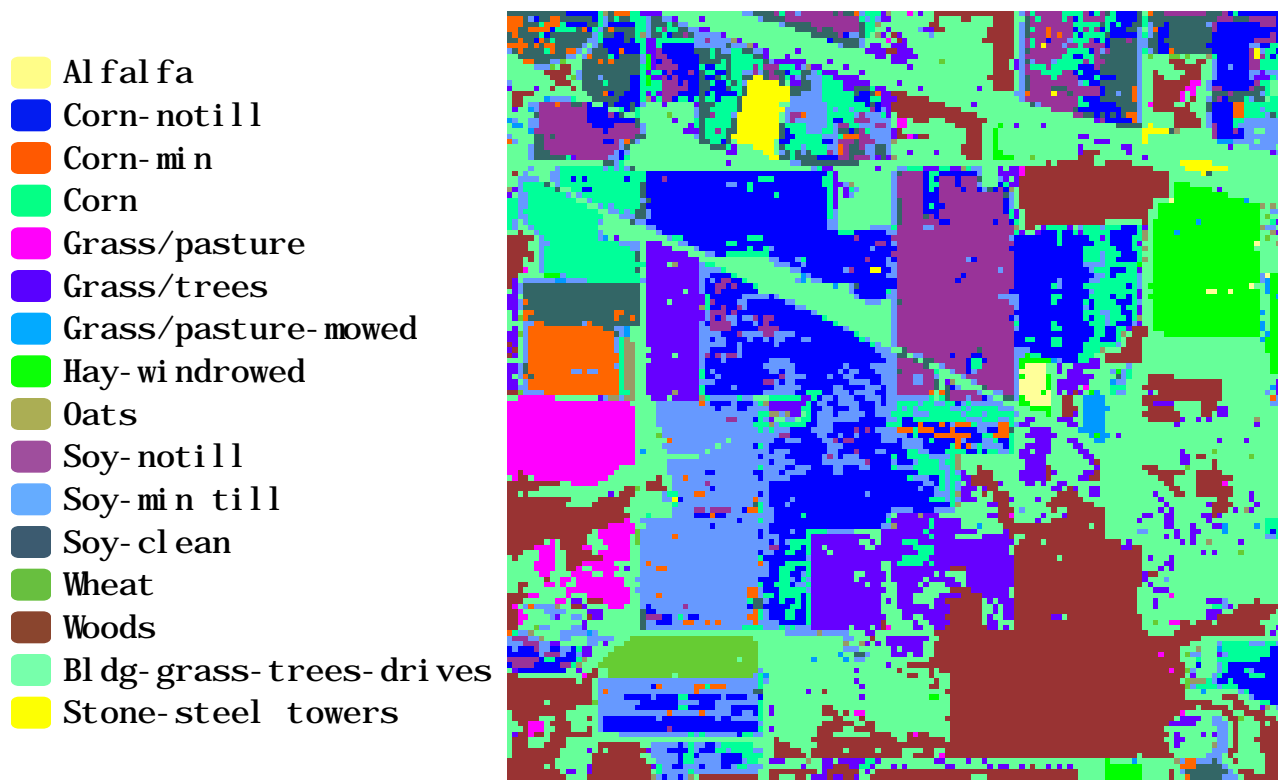 Alfalfa
Corn-notill
Corn-min
Corn
Grass/pasture
Grass/trees
Grass/pasture-mowed
Hay-windrowed
Oats
Soy-notill
Soy-min till
Soy-clean
Wheat
Woods
Bldg-grass-trees-drives
Stone-steel towers